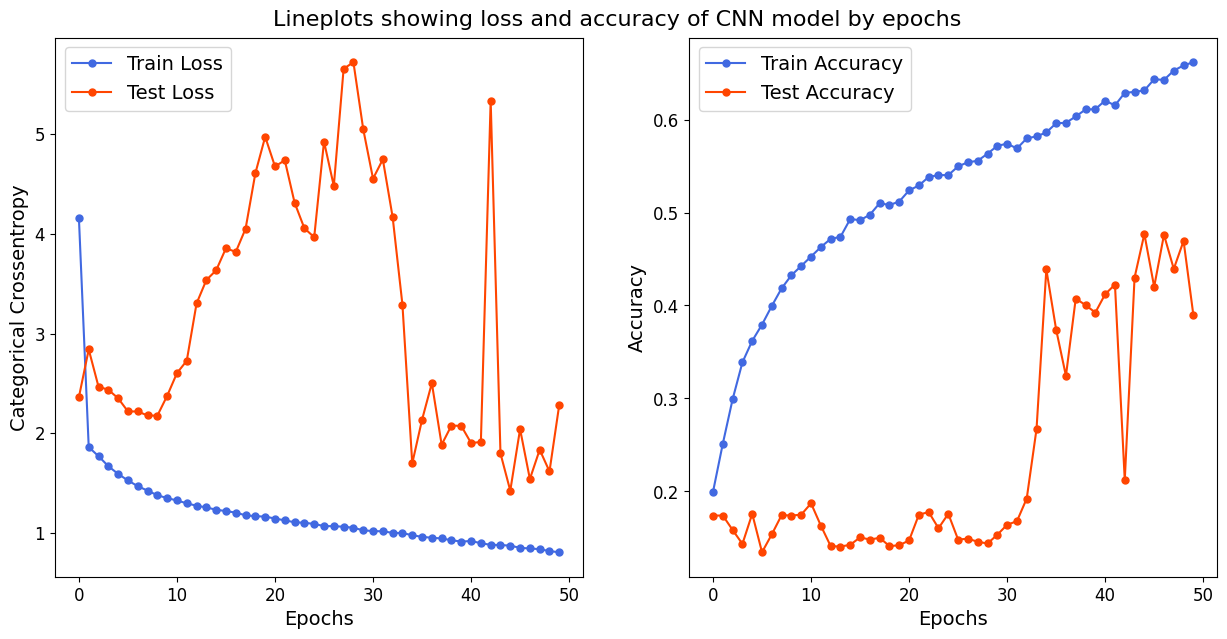 Lineplots showing loss and accuracy of CNN model by epochs
Train Loss
Test Loss
Categorical Crossentropy
5
4
3
2
1
0 10 20 30 40 50
Epochs
Train Accuracy
Test Accuracy
Accuracy
0.6
0.5
0.4
0.3
0.2
0 10 20 30 40 50
Epochs